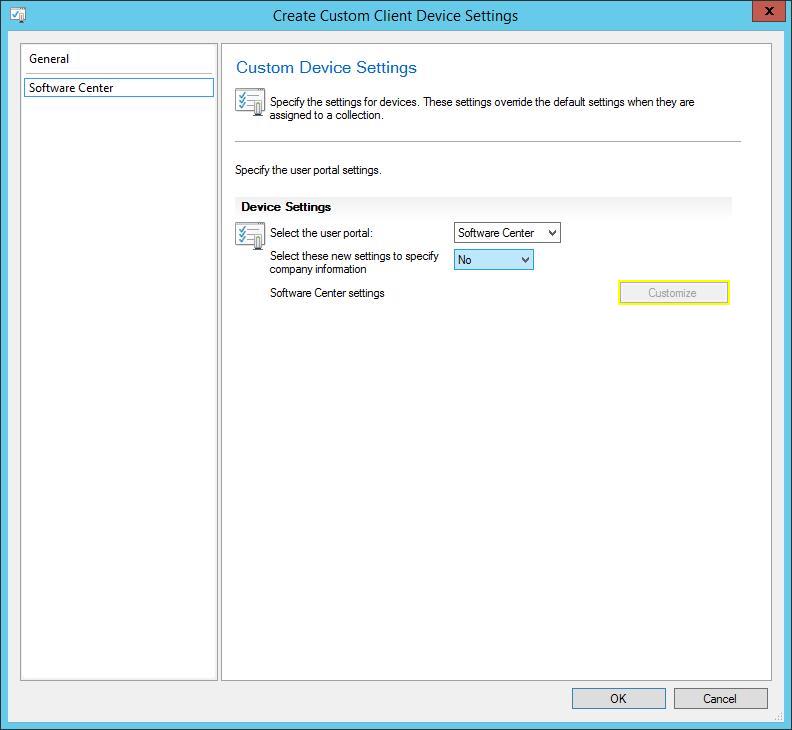 Create Custom Client Device Settings
x
General
Software Center
Custom Device Settings
Specify the settings for devices. These settings override the default settings when they are
assigned to a collection.
Specify the user portal settings.
Device Settings
Select the user portal:
Software Center
Select these new settings to specify
company information
No
Software Center settings
Customize
OK
Cancel